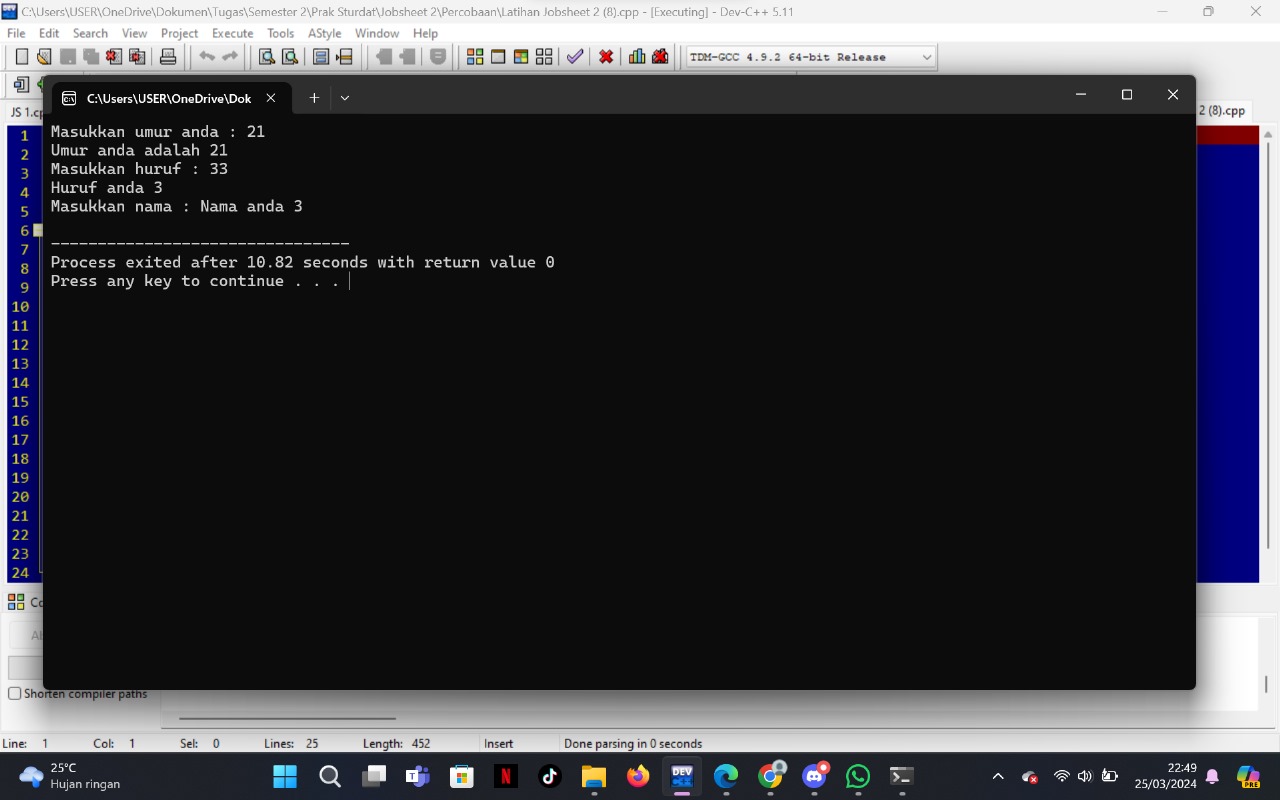 C:\Users\USER\OneDrive\Dokumen\Tugas\Semester 2\Prak Sturdat\Jobsheet 2\Percobaan\Latihan Jobsheet 2 (8).cpp - [Executing] - Dev-C++ 5.11
File Edit Search View Project Execute Tools AStyle Window Help
TDM-GCC 4.9.2 64-bit Release
C:\Users\USER\OneDrive\Dok
JS 1.cp
2 (8).cpp
1
2
3
4
5
6
7
8
9
10
11
12
13
14
15
16
17
18
19
20
21
22
23
24
Masukkan umur anda : 21
Umur anda adalah 21
Masukkan huruf : 33
Huruf anda 3
Masukkan nama : Nama anda 3
--------------------------------
Process exited after 10.82 seconds with return value 0
Press any key to continue . . .
Shorten compiler paths
Line: 1 Col: 1 Sel: 0 Lines: 25 Length: 452 Insert Done parsing in 0 seconds
25°C
Hujan ringan
DEV
PRE
22:49
25/03/2024